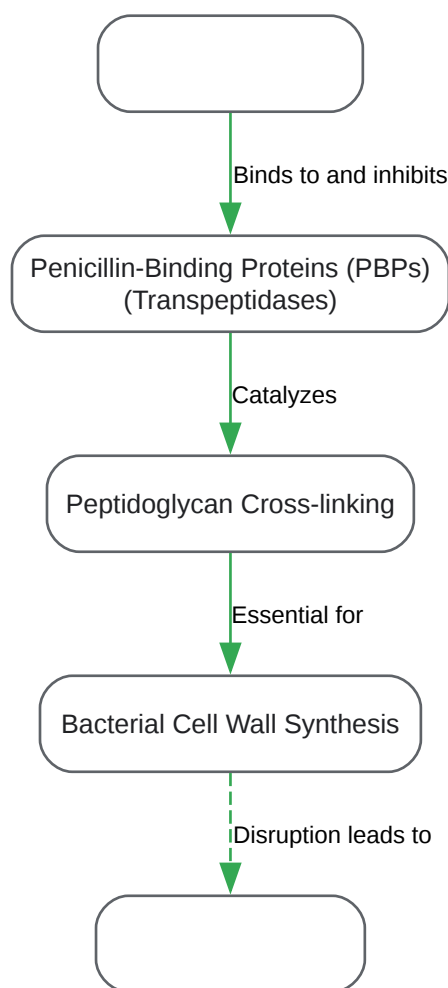 Binds to and inhibits
Penicillin-Binding Proteins (PBPs)
(Transpeptidases)
Catalyzes
Peptidoglycan Cross-linking
Essential for
Bacterial Cell Wall Synthesis
Disruption leads to